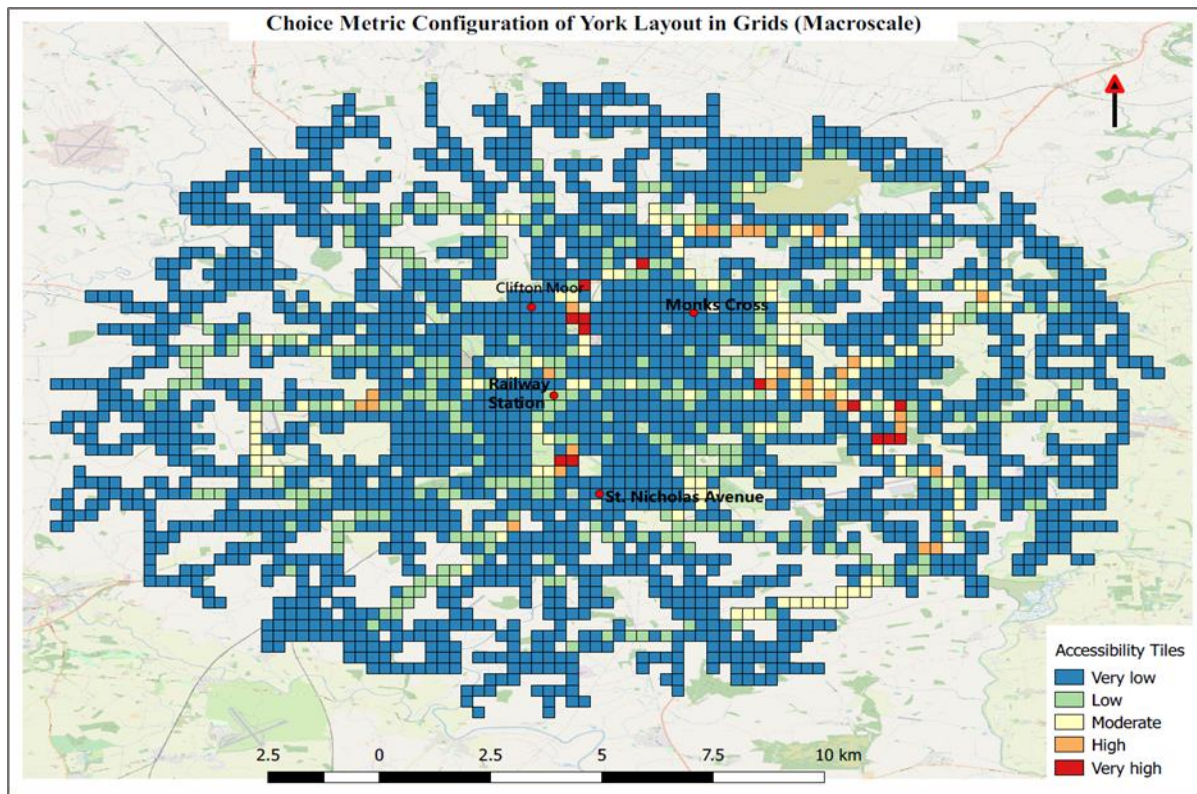 Choice Metric Configuration of York Layout in Grids (Macroscale)
Clifton Moor
Monks Cross
Railway
Station
St. Nicholas Avenue
Accessibility Tiles
Very low
Low
Moderate
High
Very high
2.5 0 2.5 5 7.5 10 km